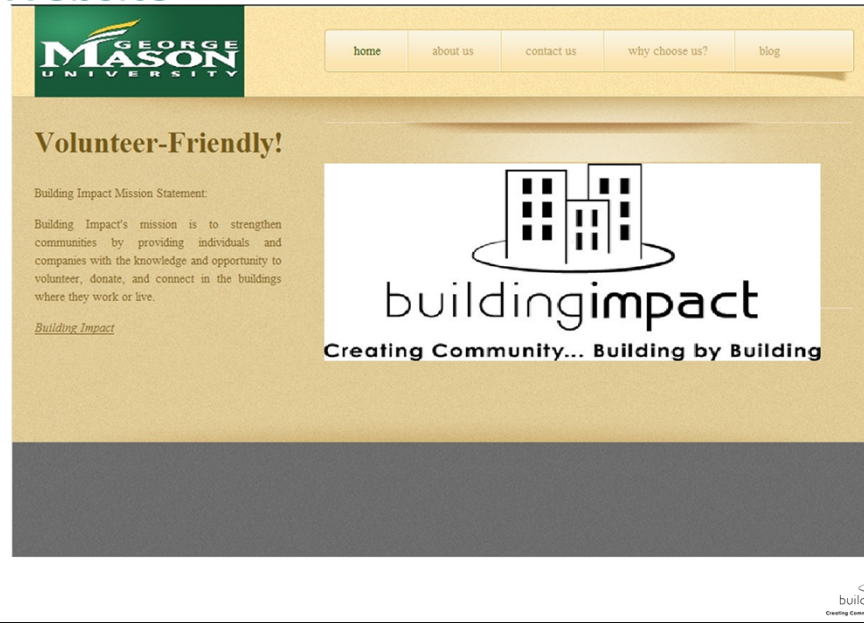 GEORGE
MASON
UNIVERSITY
home about us contact us why choose us? blog
Volunteer-Friendly!
Building Impact Mission Statement:
Building Impact's mission is to strengthen
communities by providing individuals and
companies with the knowledge and opportunity to
volunteer, donate, and connect in the buildings
where they work or live.
Building Impact
buildingimpact
Creating Community... Building by Building